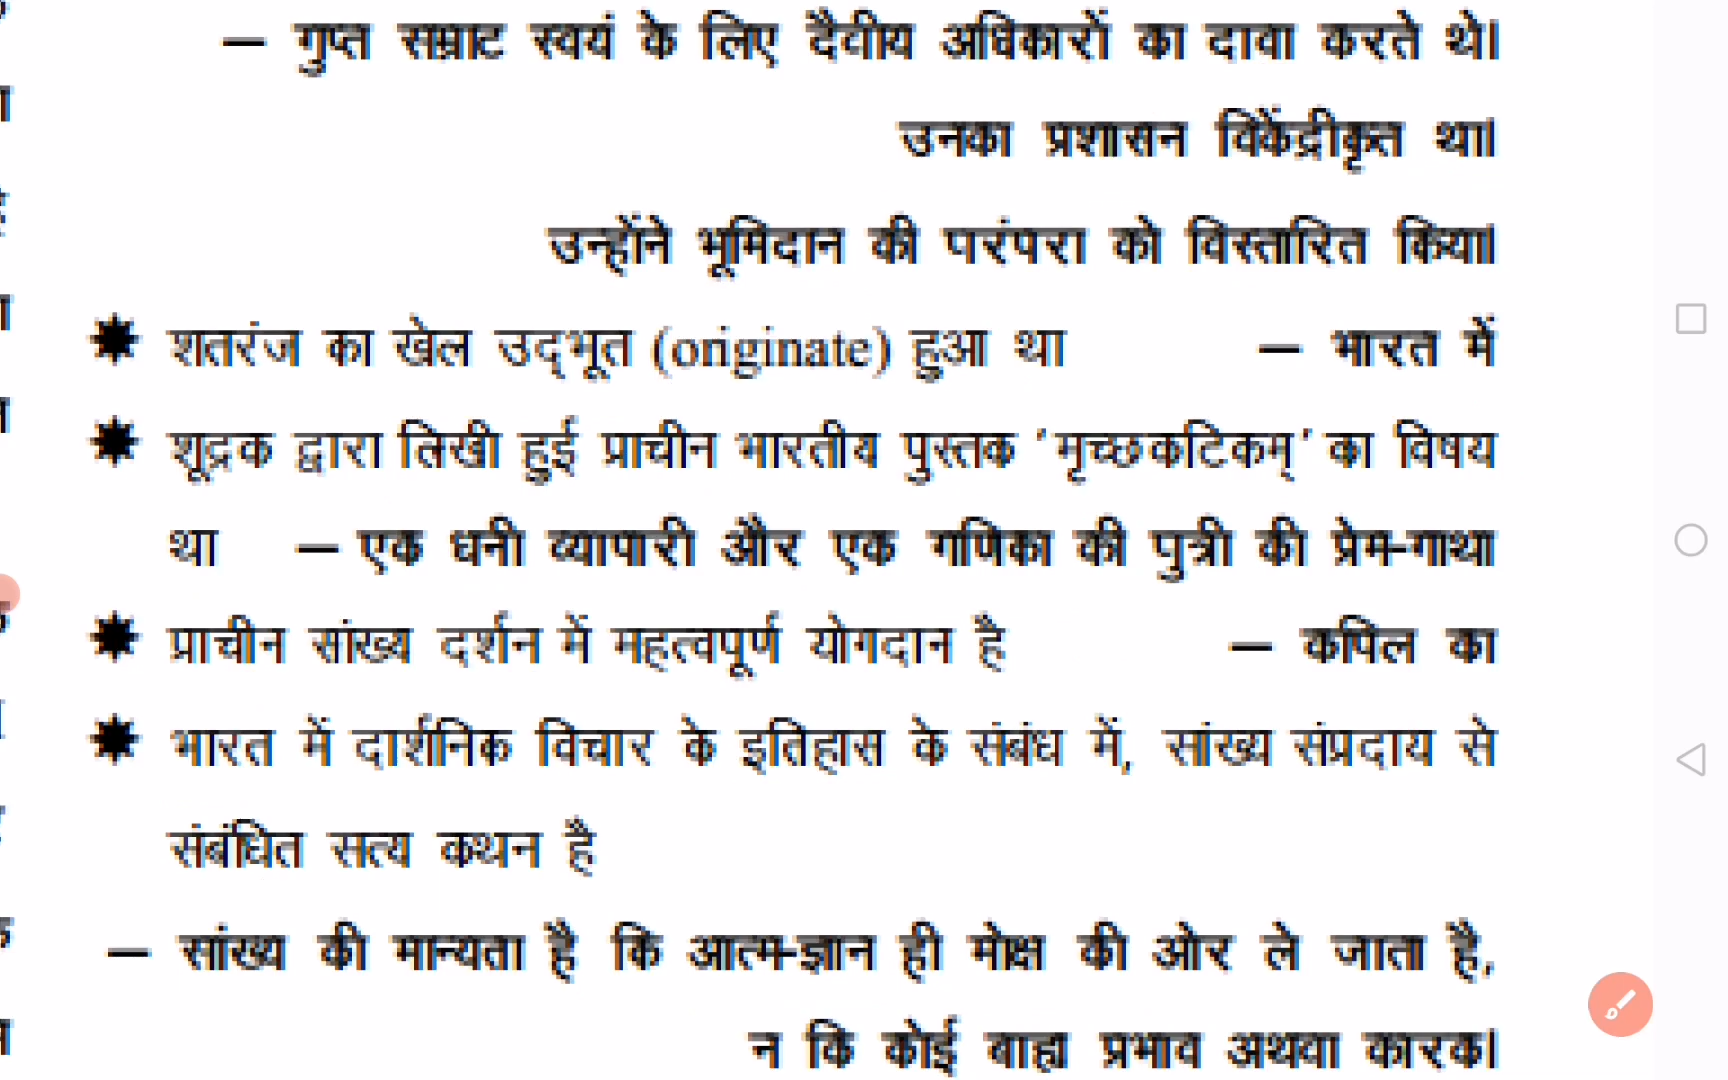 — गुप्त सम्राट स्वयं के लिए दैवीय अधिकारों का दावा करते थे।
उनका प्रशासन विकेंद्रीकृत था।
उन्होंने भूमिदान की परंपरा को विस्तारित किया।
✸ शतरंज का खेल उद्भूत (originate) हुआ था — भारत में
✸ शूद्रक द्वारा लिखी हुई प्राचीन भारतीय पुस्तक ‘मृच्छकटिकम्’ का विषय
था — एक धनी व्यापारी और एक गणिका की पुत्री की प्रेम-गाथा
✸ प्राचीन सांख्य दर्शन में महत्वपूर्ण योगदान है — कपिल का
✸ भारत में दार्शनिक विचार के इतिहास के संबंध में, सांख्य संप्रदाय से
संबंधित सत्य कथन है
— सांख्य की मान्यता है कि आत्म-ज्ञान ही मोक्ष की ओर ले जाता है,
न कि कोई बाह्य प्रभाव अथवा कारक।